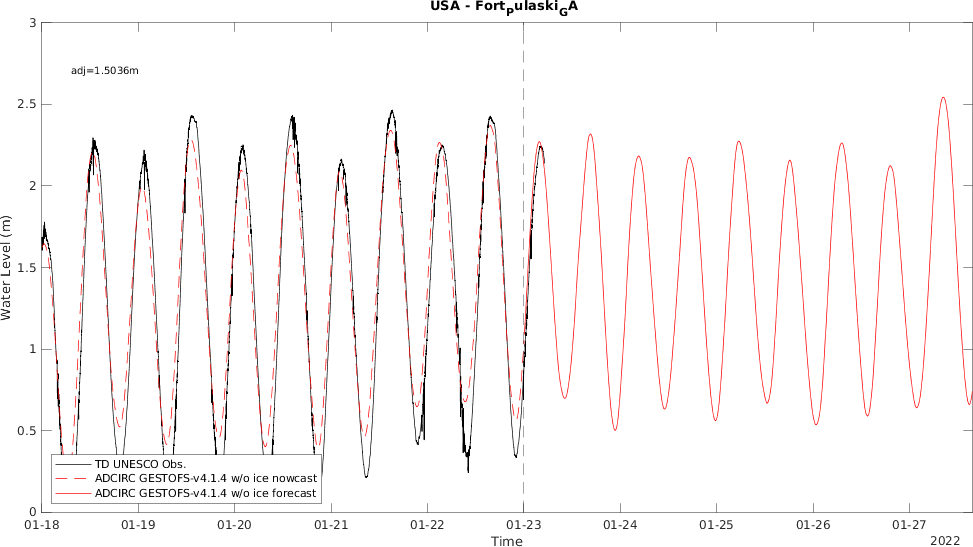 USA - FortPulaskiGA
3
adj=1.5036m
2.5
2
1.5
1
0.5
0
Water Level (m)
TD UNESCO Obs.
ADCIRC GESTOFS-v4.1.4 w/o ice nowcast
ADCIRC GESTOFS-v4.1.4 w/o ice forecast
01-18 01-19 01-20 01-21 01-22 01-23 01-24 01-25 01-26 01-27
Time
2022